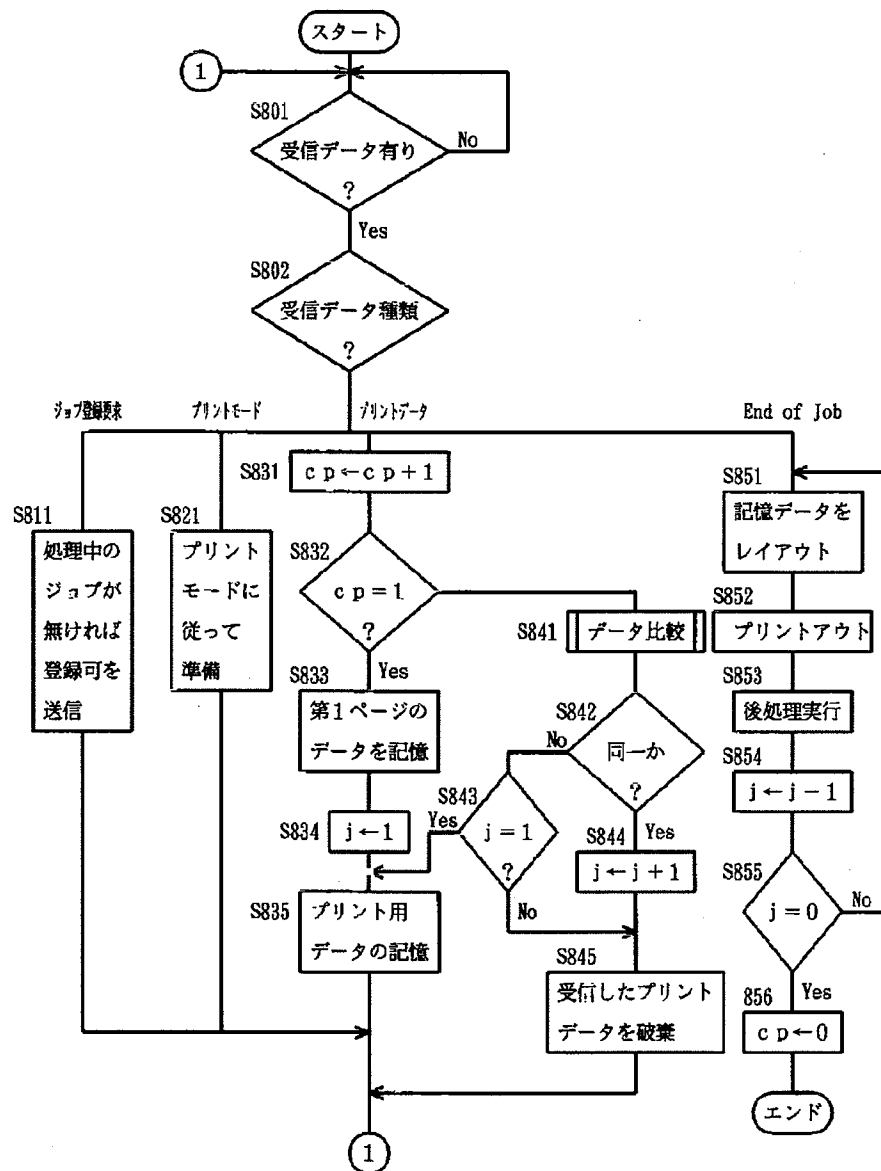 スタート
1
S801
受信データ有り
?
No
Yes
S802
受信データ種類
?
ジョブ登録要求
プリントモード
プリントデータ
End of Job
S831
cp←cp+1
S811
処理中の
ジョブが
無ければ
登録可を
送信
S821
プリント
モードに
従って
準備
S832
cp=1
?
Yes
S833
第1ページの
データを記憶
S834
j←1
S835
プリント用
データの記憶
S841
データ比較
S842
同一か
?
No
Yes
S843
j=1
?
Yes
No
S844
j←j+1
S845
受信したプリント
データを破棄
S851
記憶データを
レイアウト
S852
プリントアウト
S853
後処理実行
S854
j←j-1
S855
j=0
No
Yes
856
cp←0
エンド
1